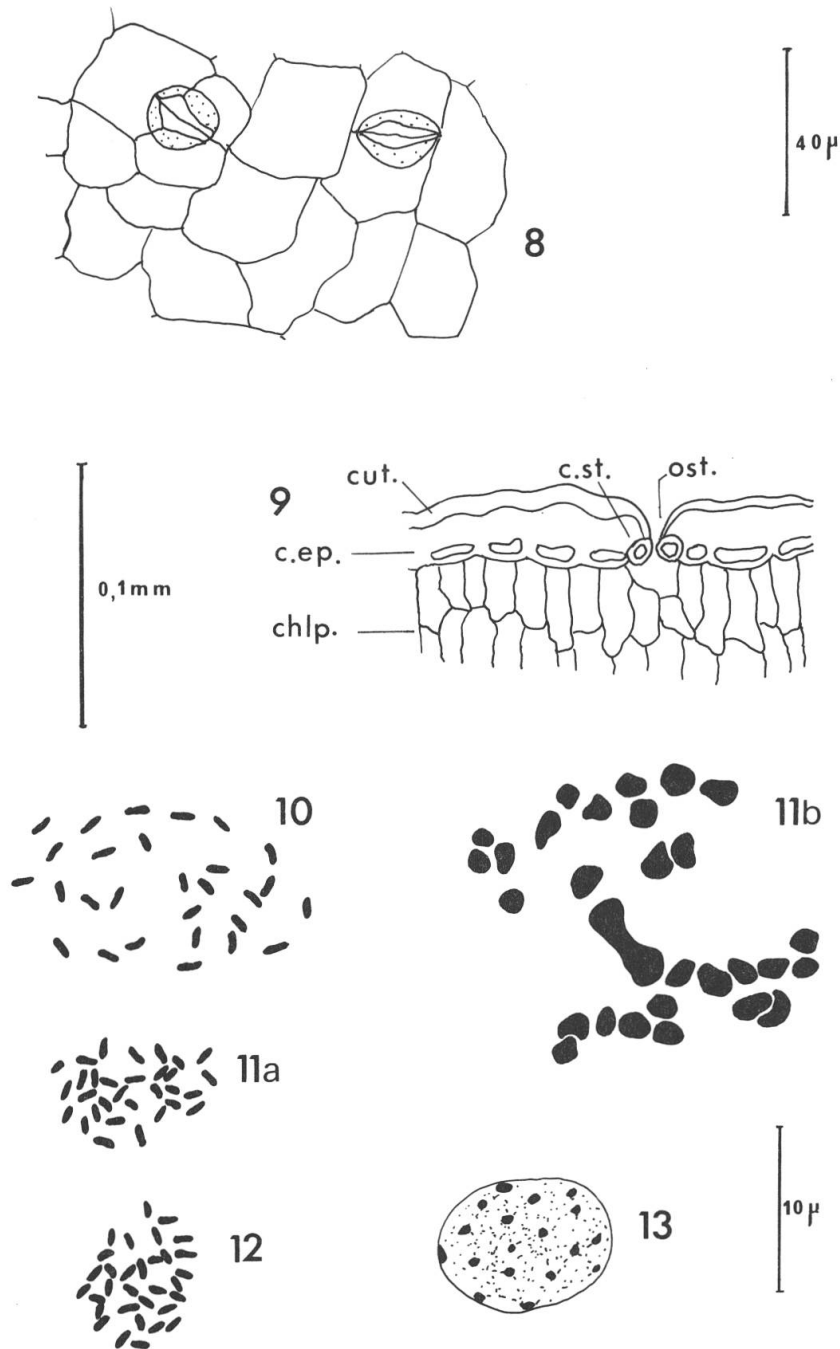 40μ
8
9
cut.
c.st.
ost.
c.ep.
chlp.
0,1mm
10
11b
11a
12
13
10μ